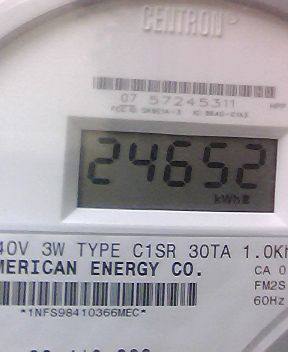 CENTRON
07 57245311
24652
kWh
40V 3W TYPE C1SR 30TA 1.0Kh
MERICAN ENERGY CO.
CA 0
FM2S
60Hz
*1NFS98410366MEC*